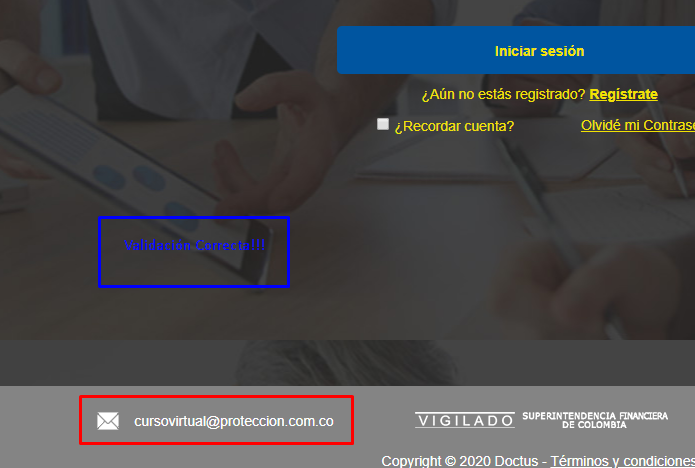 Iniciar sesión
¿Aún no estás registrado? Regístrate
¿Recordar cuenta?
Olvidé mi Contras
Validación Correcta!!!
cursovirtual@proteccion.com.co
VIGILADO
SUPERINTENDENCIA FINANCIERA
DE COLOMBIA
Copyright © 2020 Doctus - Términos y condiciones